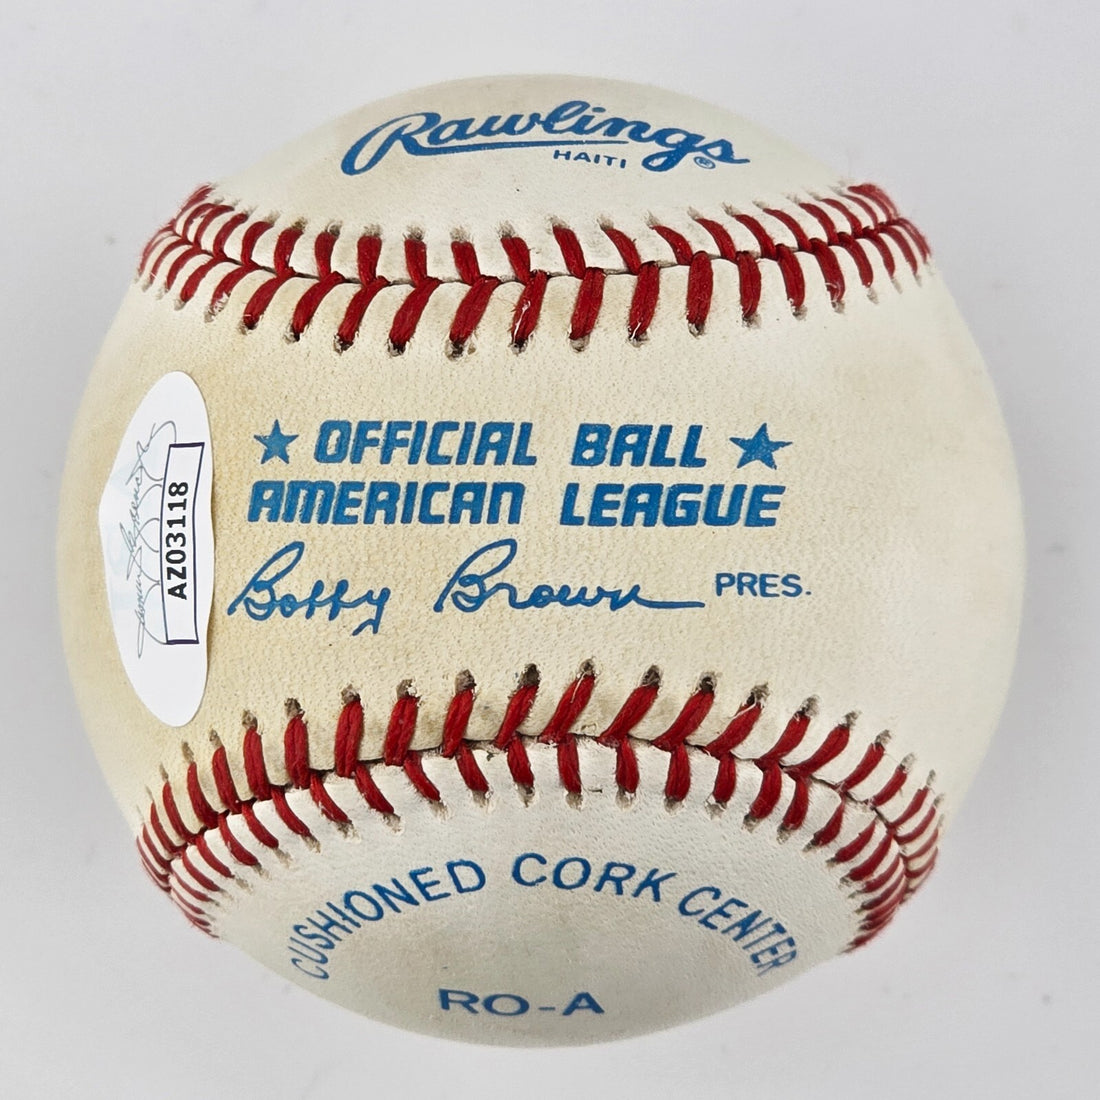 Rawlings®
HAITI
★ OFFICIAL BALL ★
AMERICAN LEAGUE
Bobby Brown PRES.
AZ03118
CUSHIONED CORK CENTER
RO-A